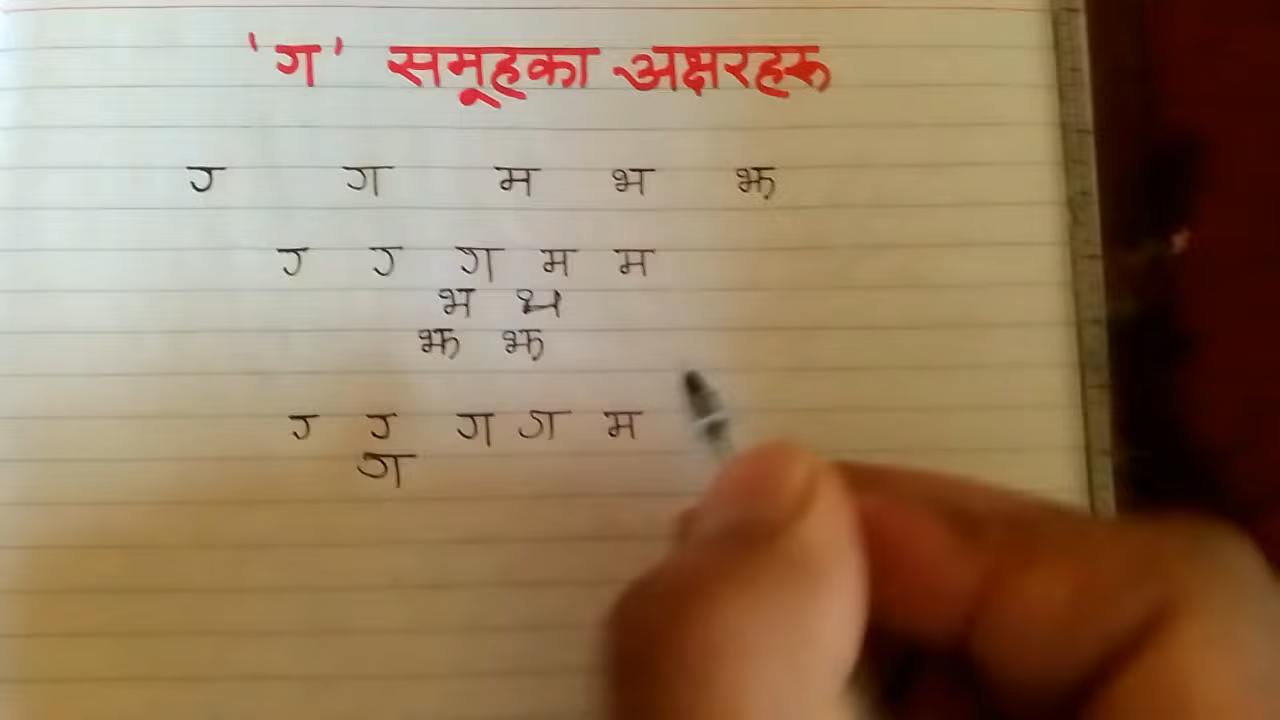 'ग' समूहका अक्षरहरू
ग म भ झ
ग म म
भ
झ झ
ग ग म
ग